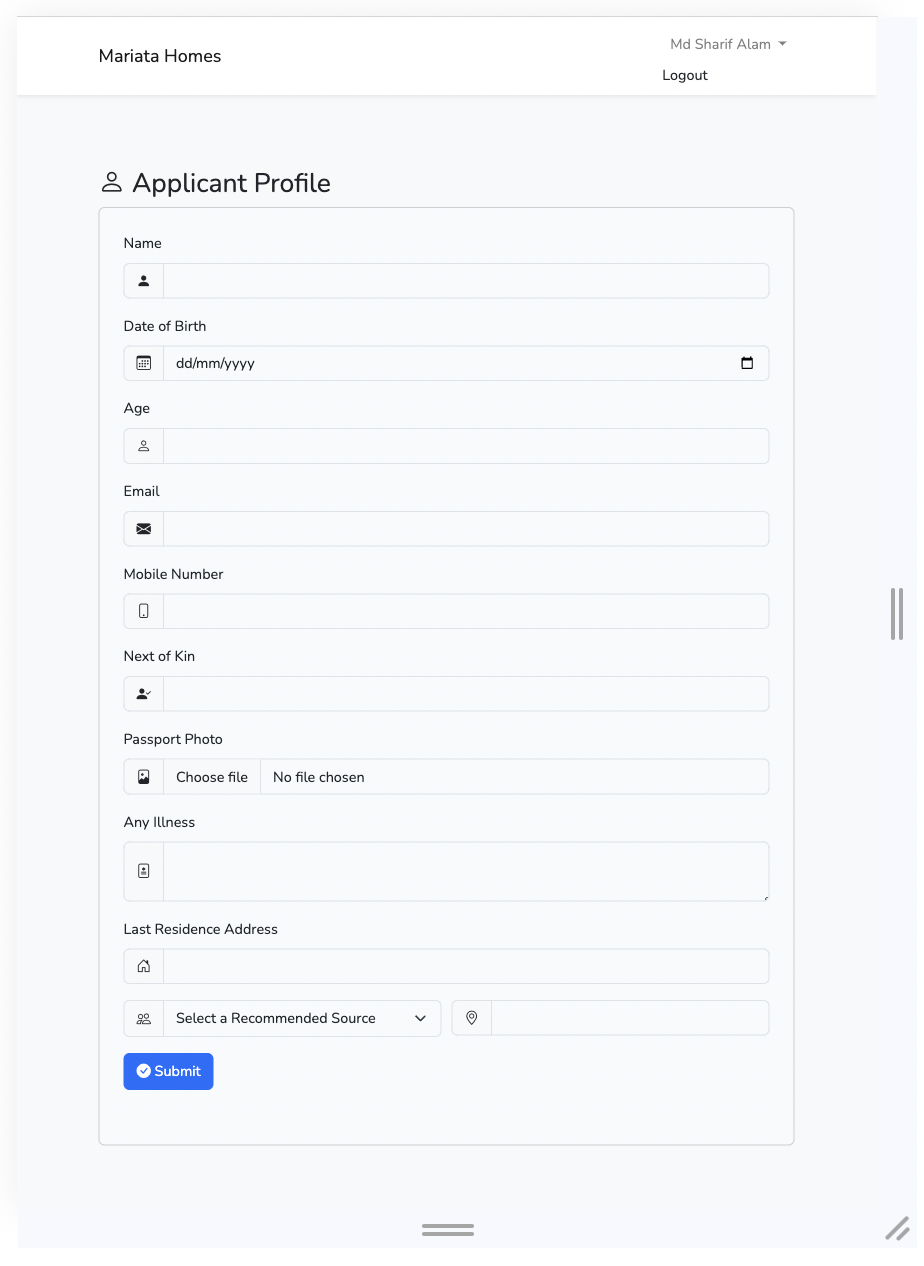 Mariata Homes
Md Sharif Alam
Logout
Applicant Profile
Name
Date of Birth
dd/mm/yyyy
Age
Email
Mobile Number
Next of Kin
Passport Photo
Choose file No file chosen
Any Illness
Last Residence Address
Select a Recommended Source
Submit